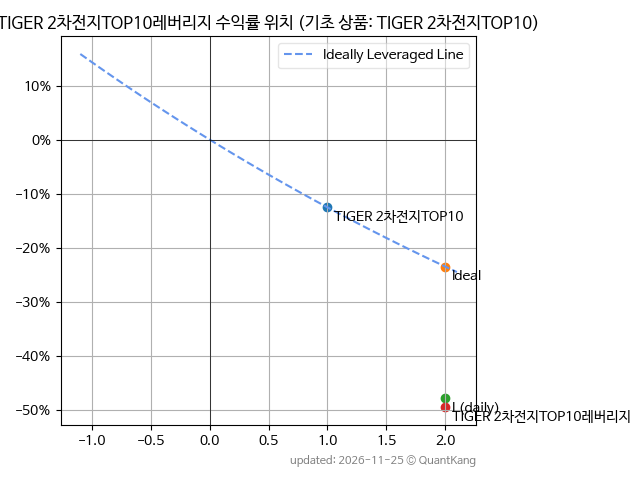 TIGER 2차전지TOP10레버리지 수익률 위치 (기초 상품: TIGER 2차전지TOP10)
Ideally Leveraged Line
10%
0%
−10%
TIGER 2차전지TOP10
−20%
Ideal
−30%
−40%
−50%
L(daily)
TIGER 2차전지TOP10레버리지
−1.0 −0.5 0.0 0.5 1.0 1.5 2.0
updated: 2026-11-25 © QuantKang